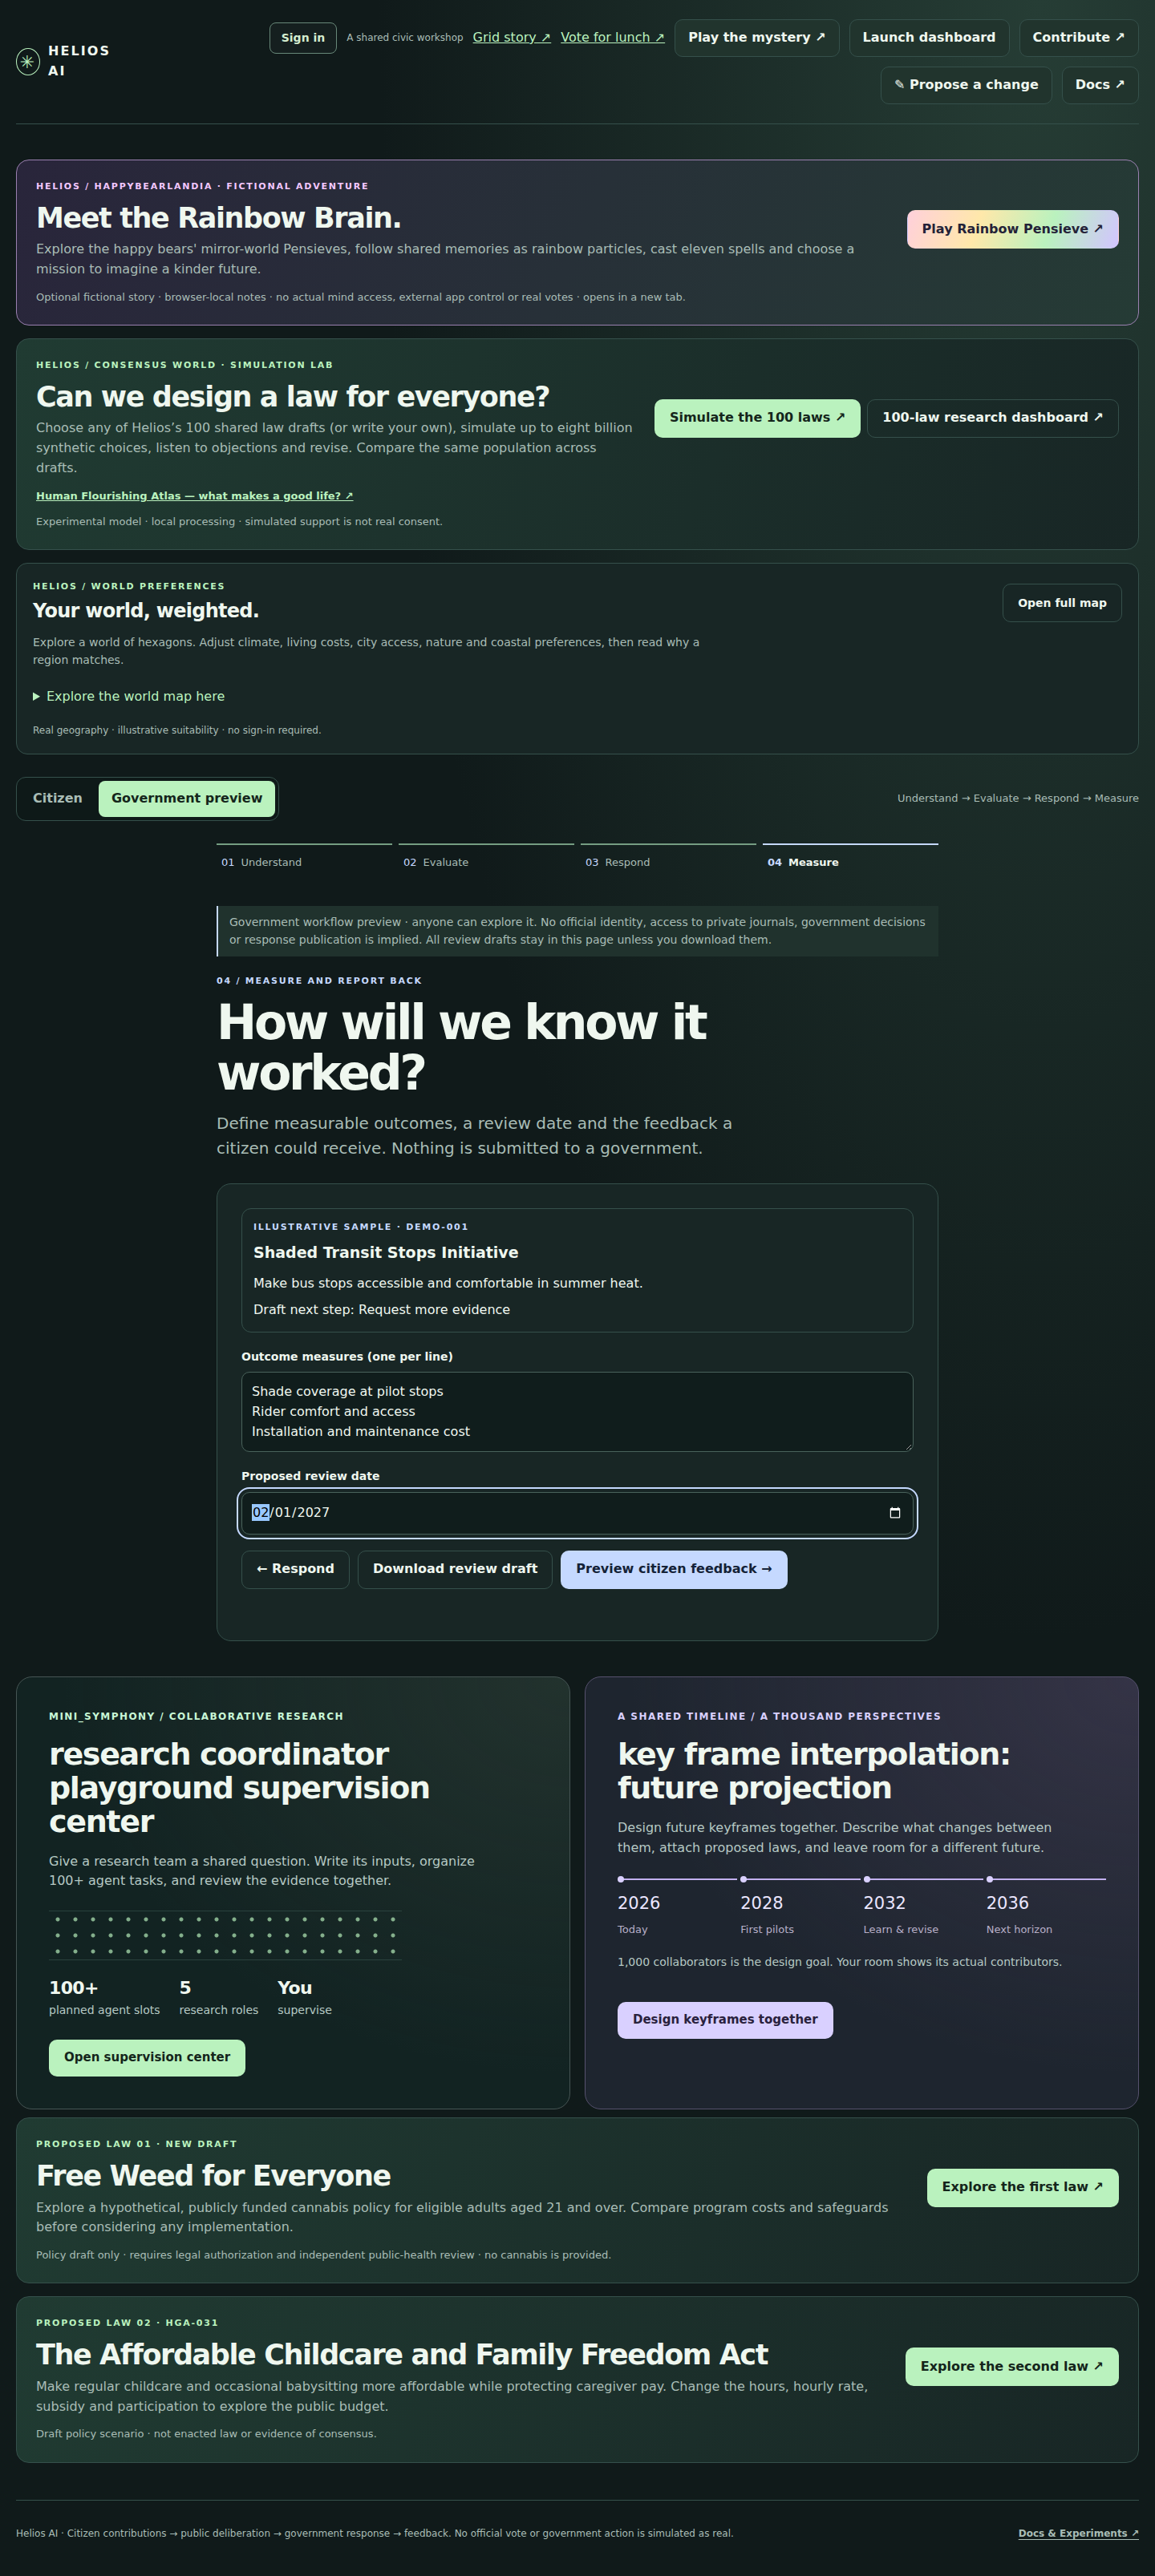 HELIOS
AI
Sign in
A shared civic workshop
Grid story ↗
Vote for lunch ↗
Play the mystery ↗
Launch dashboard
Contribute ↗
✎ Propose a change
Docs ↗
HELIOS / HAPPYBEARLANDIA · FICTIONAL ADVENTURE
Meet the Rainbow Brain.
Explore the happy bears' mirror-world Pensieves, follow shared memories as rainbow particles, cast eleven spells and choose a
mission to imagine a kinder future.
Optional fictional story · browser-local notes · no actual mind access, external app control or real votes · opens in a new tab.
Play Rainbow Pensieve ↗
HELIOS / CONSENSUS WORLD · SIMULATION LAB
Can we design a law for everyone?
Choose any of Helios’s 100 shared law drafts (or write your own), simulate up to eight billion
synthetic choices, listen to objections and revise. Compare the same population across
drafts.
Human Flourishing Atlas — what makes a good life? ↗
Experimental model · local processing · simulated support is not real consent.
Simulate the 100 laws ↗
100-law research dashboard ↗
HELIOS / WORLD PREFERENCES
Your world, weighted.
Explore a world of hexagons. Adjust climate, living costs, city access, nature and coastal preferences, then read why a
region matches.
▶ Explore the world map here
Real geography · illustrative suitability · no sign-in required.
Open full map
Citizen
Government preview
Understand → Evaluate → Respond → Measure
01 Understand
02 Evaluate
03 Respond
04 Measure
Government workflow preview · anyone can explore it. No official identity, access to private journals, government decisions
or response publication is implied. All review drafts stay in this page unless you download them.
04 / MEASURE AND REPORT BACK
How will we know it
worked?
Define measurable outcomes, a review date and the feedback a
citizen could receive. Nothing is submitted to a government.
ILLUSTRATIVE SAMPLE · DEMO-001
Shaded Transit Stops Initiative
Make bus stops accessible and comfortable in summer heat.
Draft next step: Request more evidence
Outcome measures (one per line)
Shade coverage at pilot stops
Rider comfort and access
Installation and maintenance cost
Proposed review date
02/01/2027
← Respond
Download review draft
Preview citizen feedback →
MINI_SYMPHONY / COLLABORATIVE RESEARCH
research coordinator
playground supervision
center
Give a research team a shared question. Write its inputs, organize
100+ agent tasks, and review the evidence together.
100+
planned agent slots
5
research roles
You
supervise
Open supervision center
A SHARED TIMELINE / A THOUSAND PERSPECTIVES
key frame interpolation:
future projection
Design future keyframes together. Describe what changes between
them, attach proposed laws, and leave room for a different future.
2026
Today
2028
First pilots
2032
Learn & revise
2036
Next horizon
1,000 collaborators is the design goal. Your room shows its actual contributors.
Design keyframes together
PROPOSED LAW 01 · NEW DRAFT
Free Weed for Everyone
Explore a hypothetical, publicly funded cannabis policy for eligible adults aged 21 and over. Compare program costs and safeguards
before considering any implementation.
Policy draft only · requires legal authorization and independent public-health review · no cannabis is provided.
Explore the first law ↗
PROPOSED LAW 02 · HGA-031
The Affordable Childcare and Family Freedom Act
Make regular childcare and occasional babysitting more affordable while protecting caregiver pay. Change the hours, hourly rate,
subsidy and participation to explore the public budget.
Draft policy scenario · not enacted law or evidence of consensus.
Explore the second law ↗
Helios AI · Citizen contributions → public deliberation → government response → feedback. No official vote or government action is simulated as real.
Docs & Experiments ↗